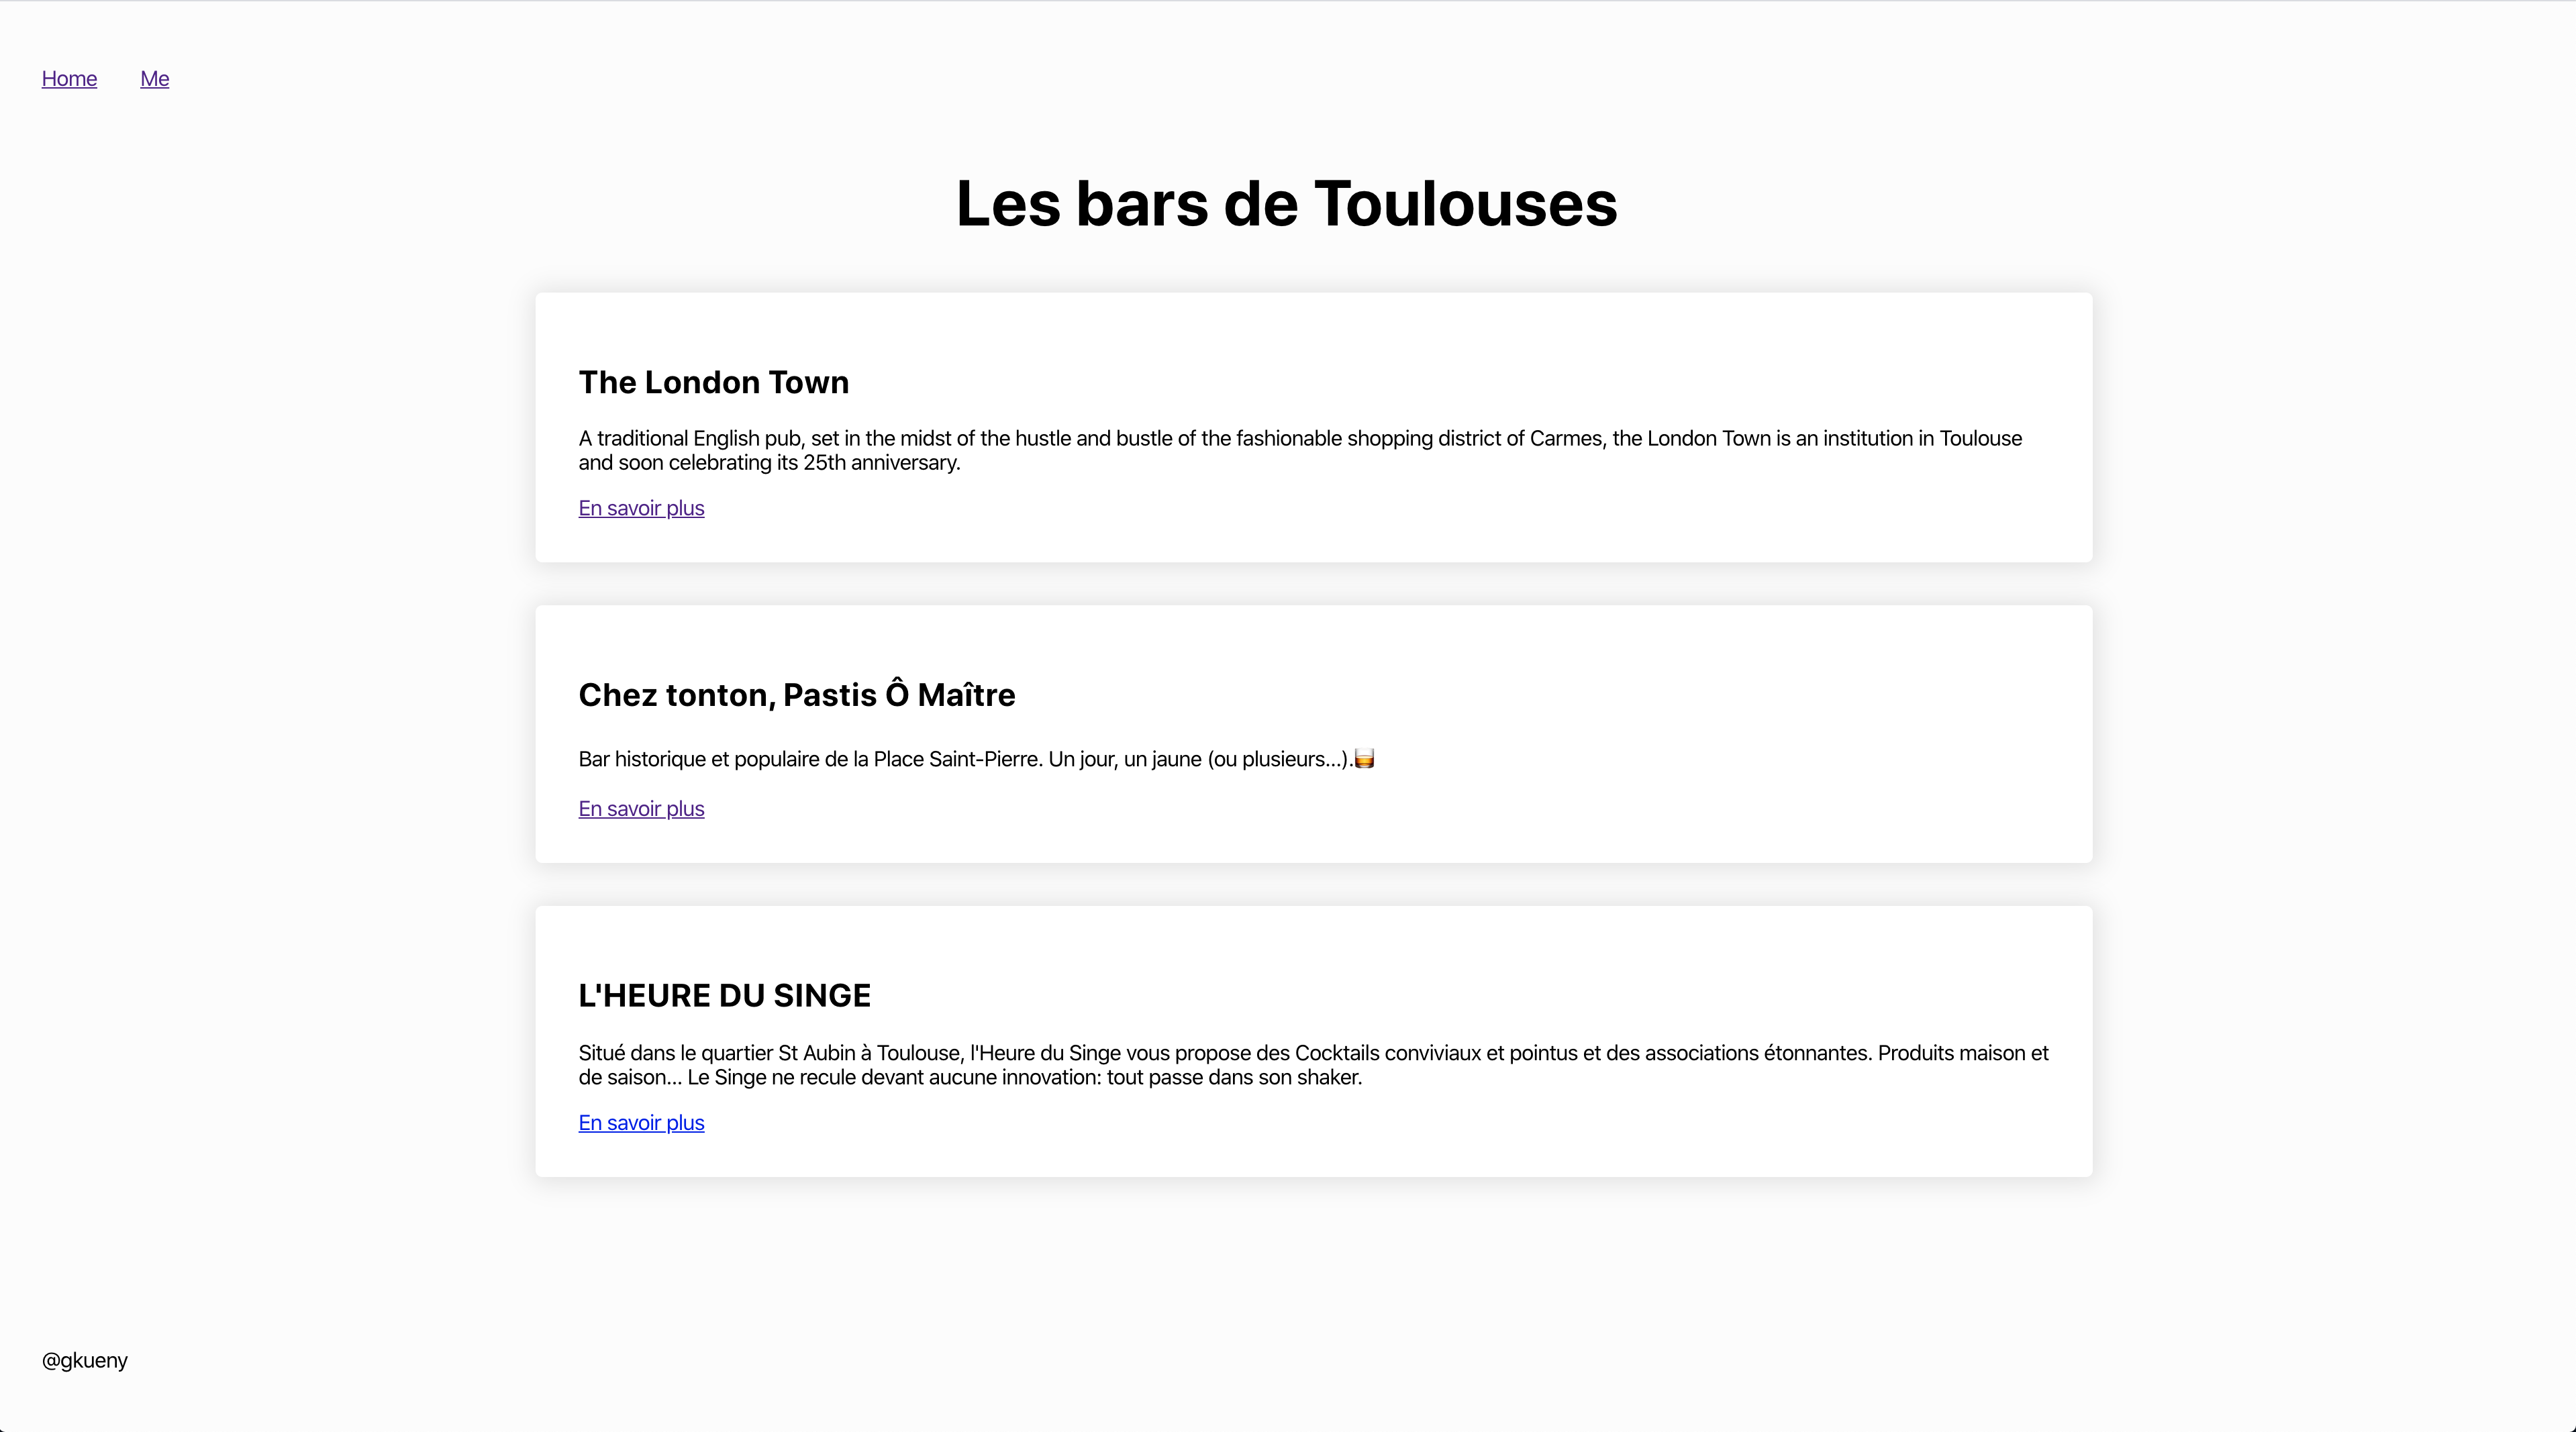 Home Me
Les bars de Toulouses
The London Town
A traditional English pub, set in the midst of the hustle and bustle of the fashionable shopping district of Carmes, the London Town is an institution in Toulouse
and soon celebrating its 25th anniversary.
En savoir plus
Chez tonton, Pastis Ô Maître
Bar historique et populaire de la Place Saint-Pierre. Un jour, un jaune (ou plusieurs...).🥃
En savoir plus
L'HEURE DU SINGE
Situé dans le quartier St Aubin à Toulouse, l'Heure du Singe vous propose des Cocktails conviviaux et pointus et des associations étonnantes. Produits maison et
de saison... Le Singe ne recule devant aucune innovation: tout passe dans son shaker.
En savoir plus
@gkueny